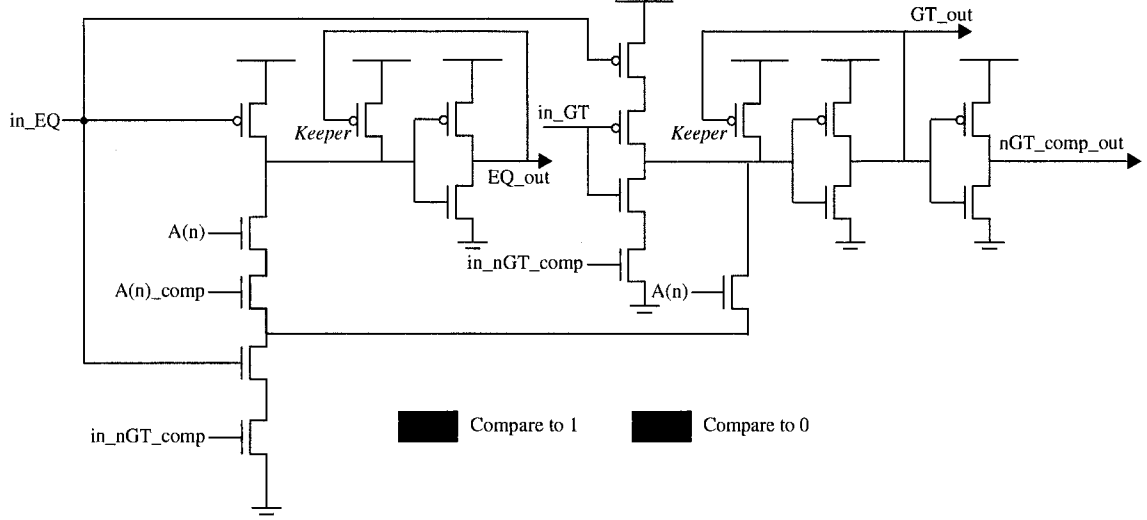 GT_out
in_EQ
Keeper
in_GT
Keeper
nGT_comp_out
EQ_out
A(n)
in_nGT_comp
A(n)_comp
A(n)
in_nGT_comp
Compare to 1
Compare to 0